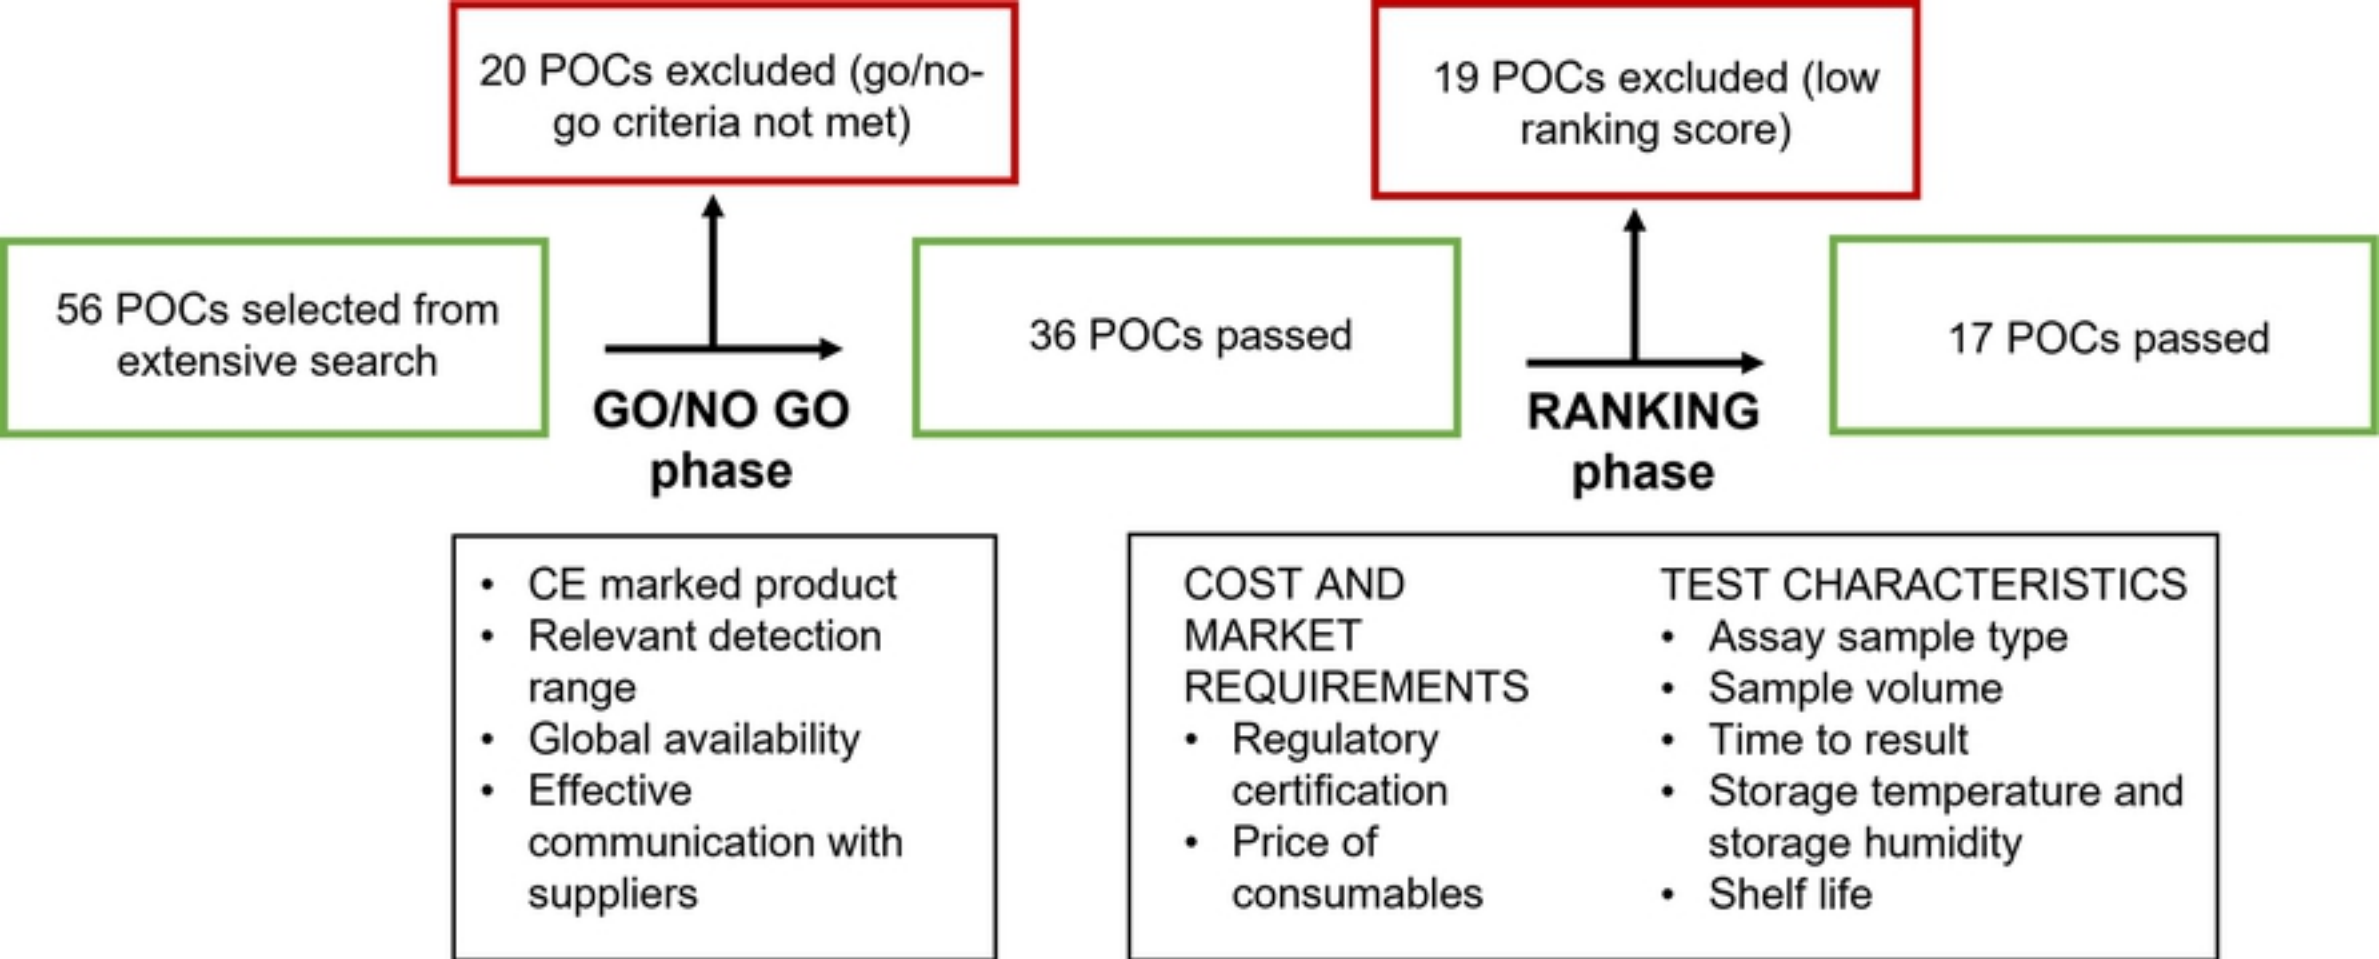 20 POCs excluded (go/no-
go criteria not met)
19 POCs excluded (low
ranking score)
56 POCs selected from
extensive search
GO/NO GO
phase
36 POCs passed
RANKING
phase
17 POCs passed
• CE marked product
• Relevant detection
range
• Global availability
• Effective
communication with
suppliers
COST AND
MARKET
REQUIREMENTS
• Regulatory
certification
• Price of
consumables
TEST CHARACTERISTICS
• Assay sample type
• Sample volume
• Time to result
• Storage temperature and
storage humidity
• Shelf life